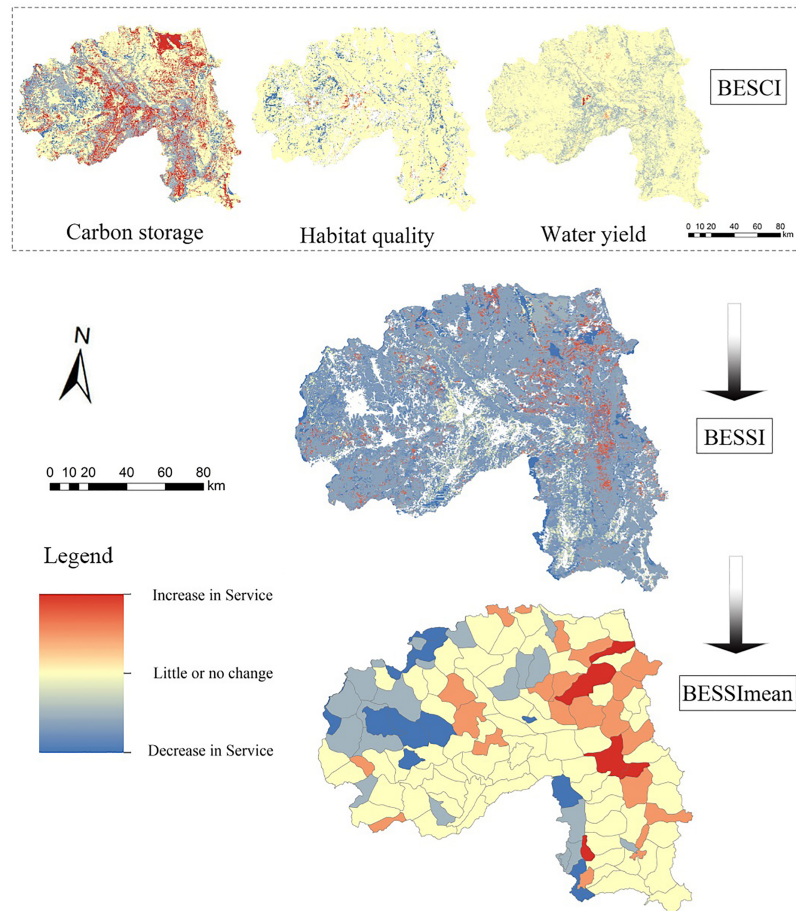 BESCI
Carbon storage
Habitat quality
Water yield
0 10 20 40 60 80
km
N
BESSI
0 10 20 40 60 80
km
Legend
Increase in Service
Little or no change
Decrease in Service
BESSImean